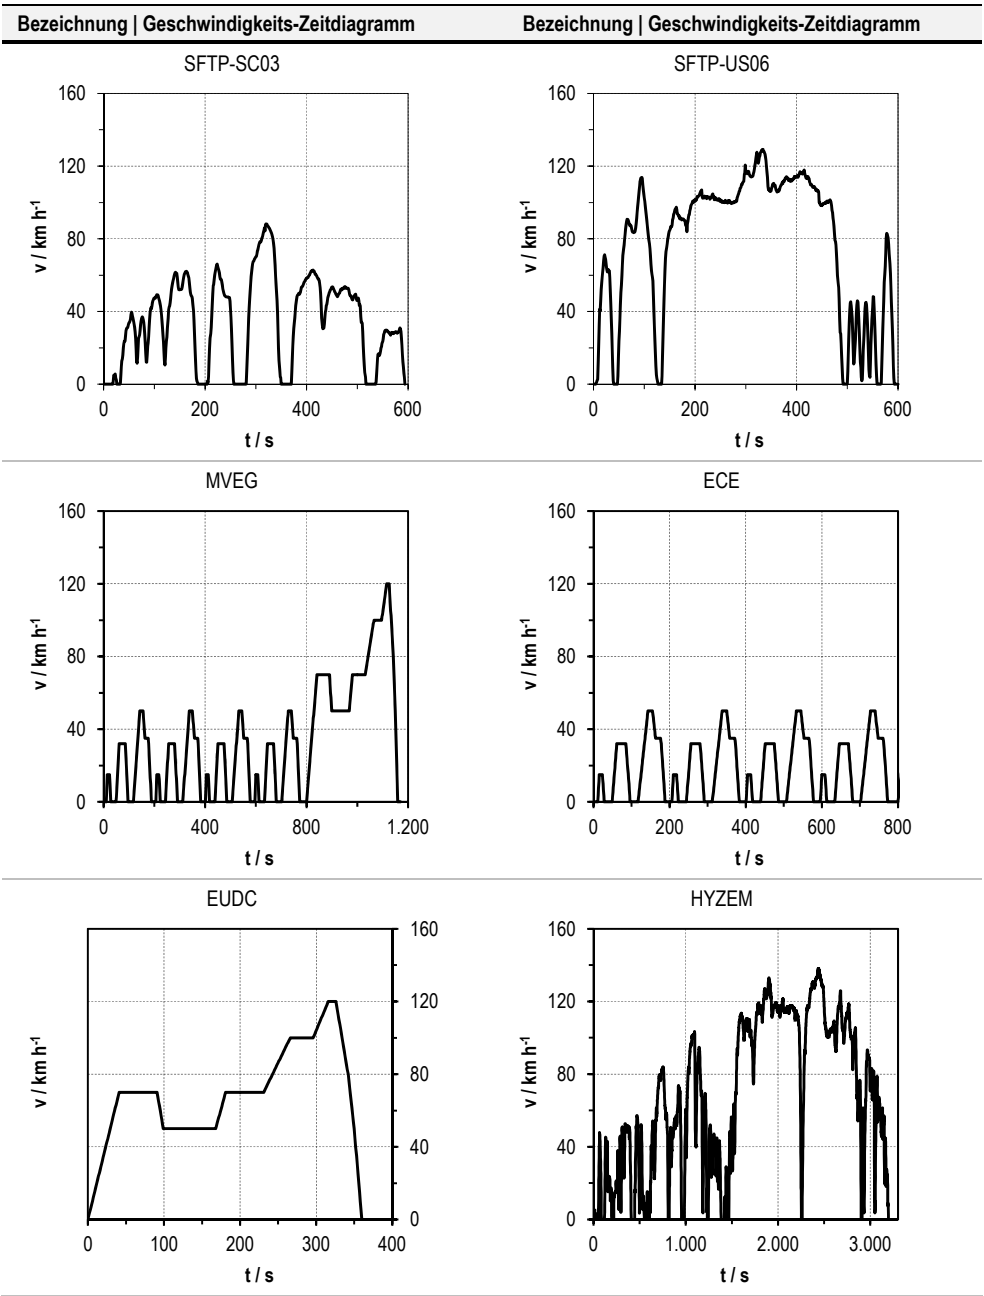 Bezeichnung | Geschwindigkeits-Zeitdiagramm
Bezeichnung | Geschwindigkeits-Zeitdiagramm
SFTP-SC03
160
120
80
40
0
v / km h-1
0 200 400 600
t / s
SFTP-US06
160
120
80
40
0
v / km h-1
0 200 400 600
t / s
MVEG
160
120
80
40
0
v / km h-1
0 400 800 1.200
t / s
ECE
160
120
80
40
0
v / km h-1
0 200 400 600 800
t / s
EUDC
v / km h-1
160
120
80
40
0
0 100 200 300 400
t / s
HYZEM
160
120
80
40
0
v / km h-1
0 1.000 2.000 3.000
t / s